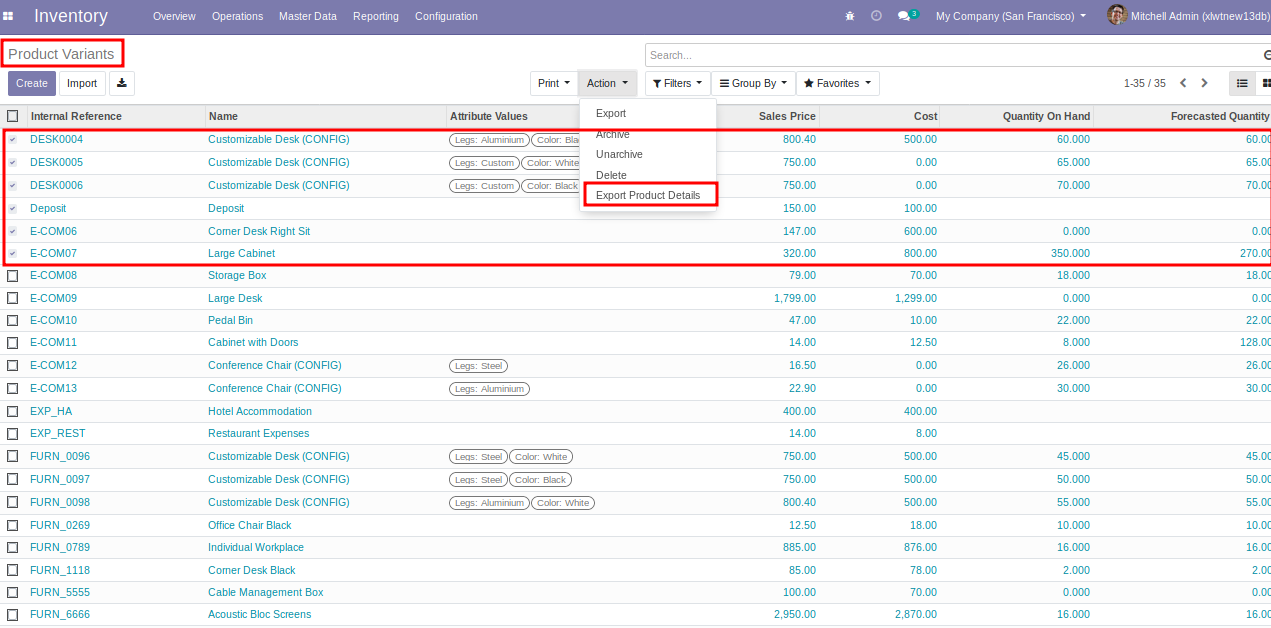 Inventory Overview Operations Master Data Reporting Configuration 3 My Company (San Francisco) Mitchell Admin (xlwtnew13db)
Product Variants Search...
Create Import Print Action Filters Group By Favorites 1-35 / 35
Export
Archive
Unarchive
Delete
Export Product Details
Internal Reference Name Attribute Values Sales Price Cost Quantity On Hand Forecasted Quantity
DESK0004 Customizable Desk (CONFIG) Legs: Aluminium Color: 800.40 500.00 60.000 60.00
DESK0005 Customizable Desk (CONFIG) Legs: Custom Color: White 750.00 0.00 65.000 65.00
DESK0006 Customizable Desk (CONFIG) Legs: Custom Color: Black 750.00 0.00 70.000 70.00
Deposit Deposit 150.00 100.00
E-COM06 Corner Desk Right Sit 147.00 600.00 0.000 0.00
E-COM07 Large Cabinet 320.00 800.00 350.000 270.00
E-COM08 Storage Box 79.00 70.00 18.000 18.00
E-COM09 Large Desk 1,799.00 1,299.00 0.000 0.00
E-COM10 Pedal Bin 47.00 10.00 22.000 22.00
E-COM11 Cabinet with Doors 14.00 12.50 8.000 128.00
E-COM12 Conference Chair (CONFIG) Legs: Steel 16.50 0.00 26.000 26.00
E-COM13 Conference Chair (CONFIG) Legs: Aluminium 22.90 0.00 30.000 30.00
EXP_HA Hotel Accommodation 400.00 400.00
EXP_REST Restaurant Expenses 14.00 8.00
FURN_0096 Customizable Desk (CONFIG) Legs: Steel Color: White 750.00 500.00 45.000 45.00
FURN_0097 Customizable Desk (CONFIG) Legs: Steel Color: Black 750.00 500.00 50.000 50.00
FURN_0098 Customizable Desk (CONFIG) Legs: Aluminium Color: White 800.40 500.00 55.000 55.00
FURN_0269 Office Chair Black 12.50 18.00 10.000 10.00
FURN_0789 Individual Workplace 885.00 876.00 16.000 16.00
FURN_1118 Corner Desk Black 85.00 78.00 2.000 2.00
FURN_5555 Cable Management Box 100.00 70.00 0.000 0.00
FURN_6666 Acoustic Bloc Screens 2,950.00 2,870.00 16.000 16.00